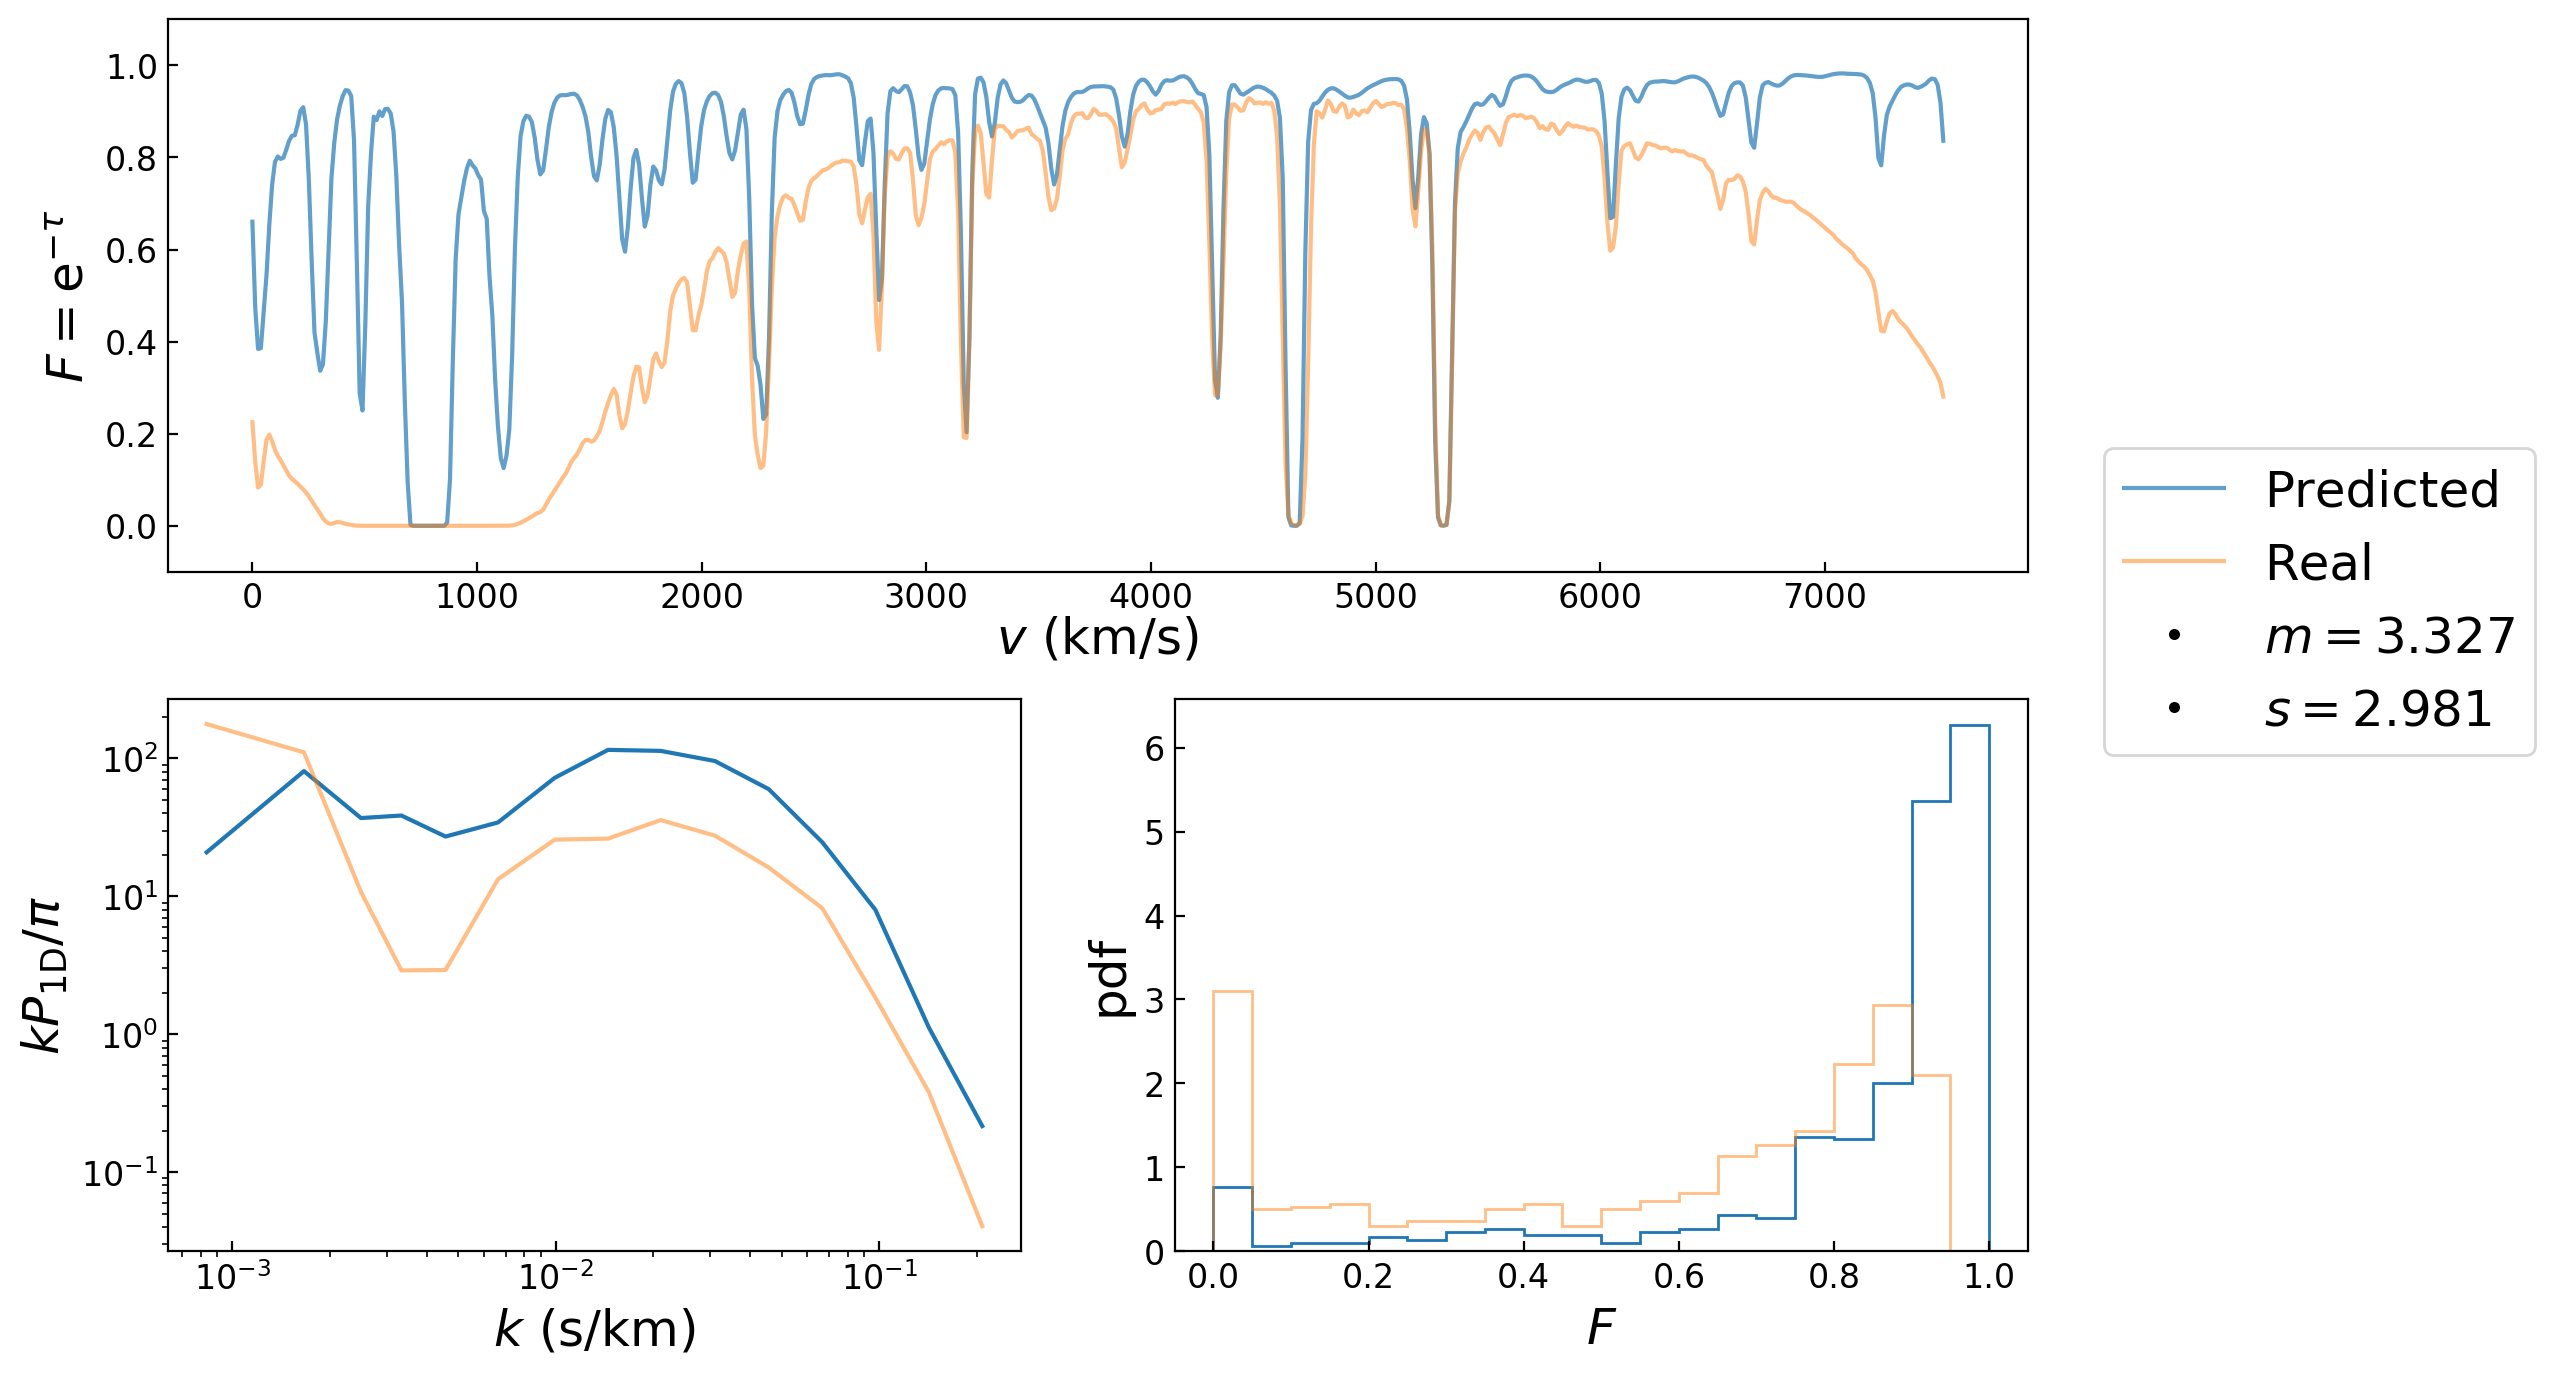 F = e^{−τ}
1.0
0.8
0.6
0.4
0.2
0.0
0 1000 2000 3000 4000 5000 6000 7000
v (km/s)
Predicted
Real
m = 3.327
s = 2.981
kP_{1D}/π
10^2
10^1
10^0
10^{−1}
10^{−3} 10^{−2} 10^{−1}
k (s/km)
pdf
6
5
4
3
2
1
0
0.0 0.2 0.4 0.6 0.8 1.0
F